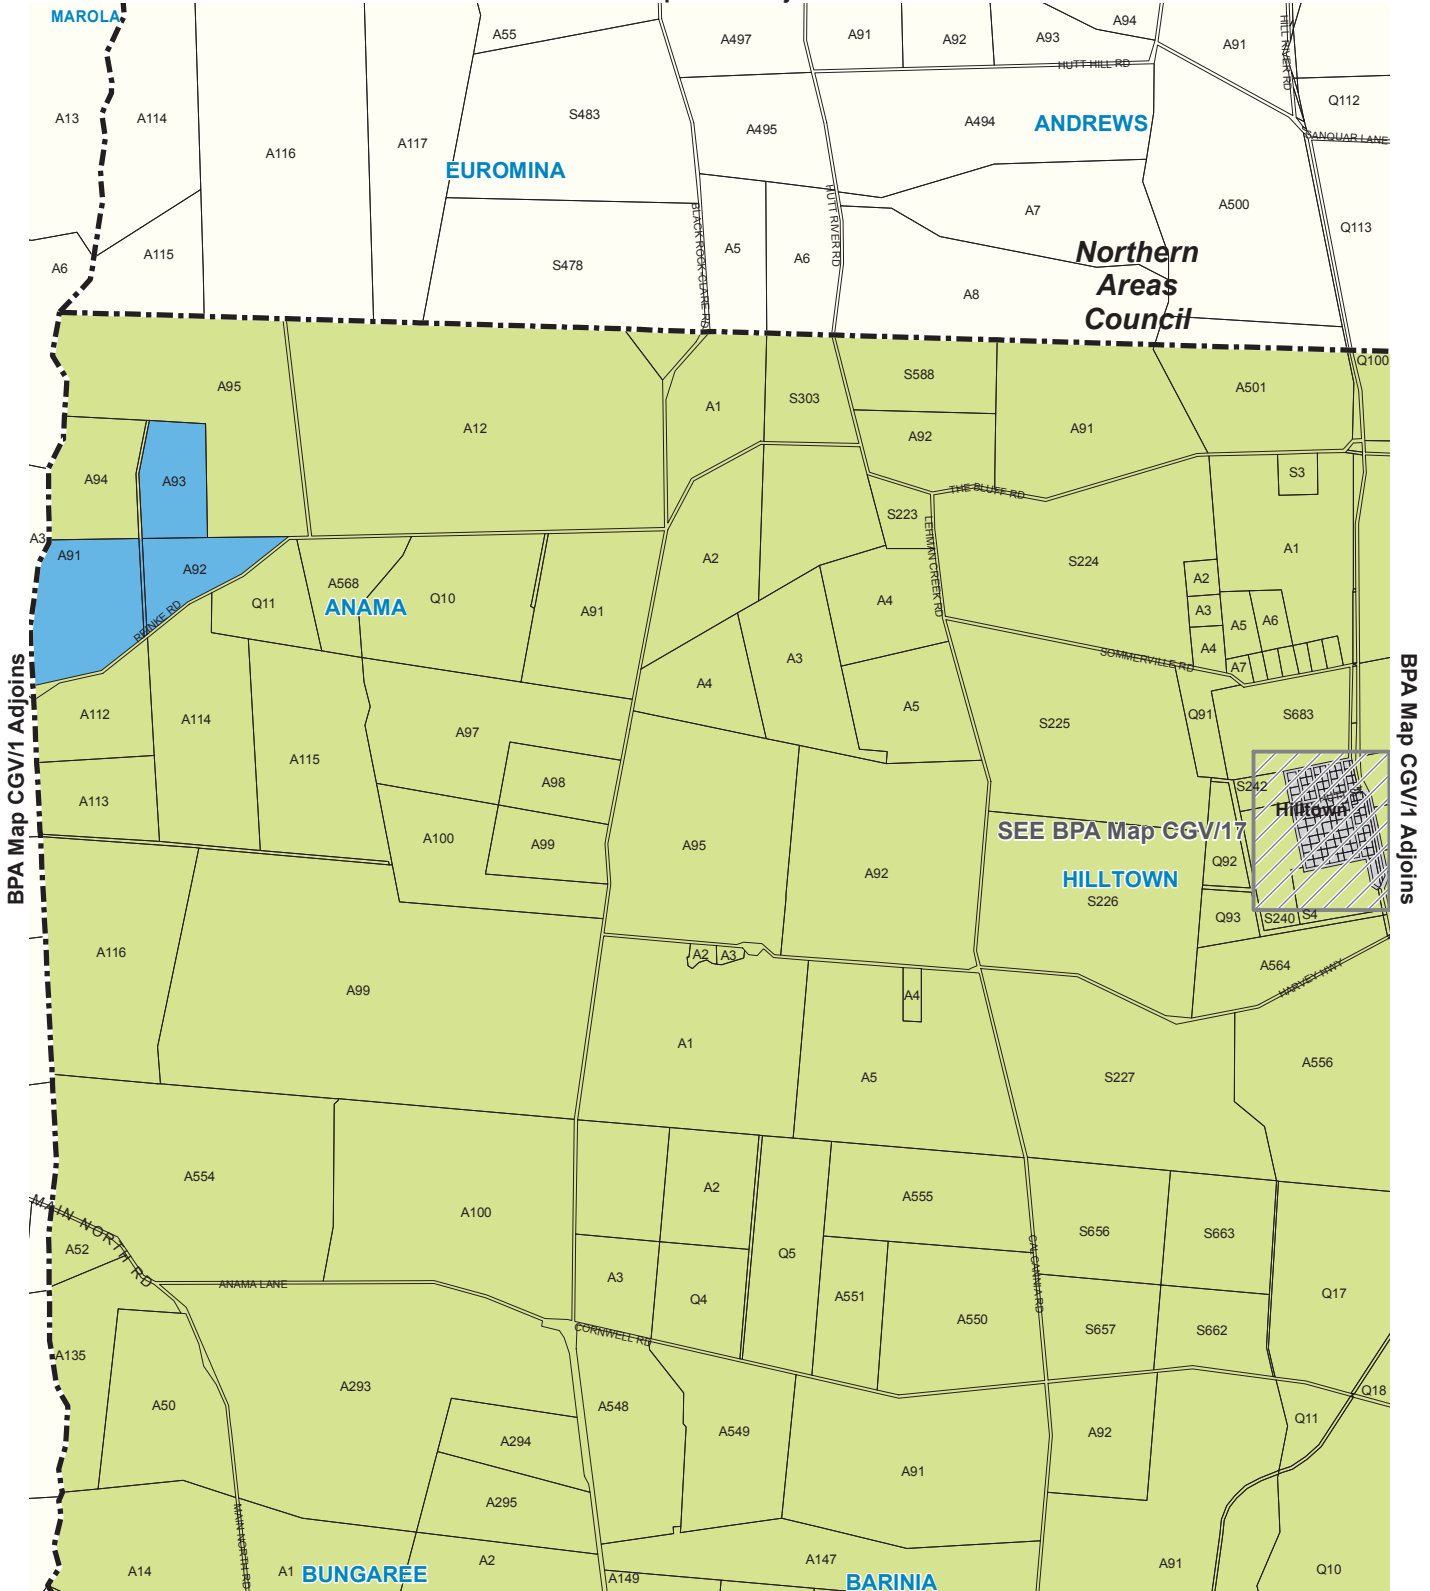 MAROLA
A55
A497
A91
A92
A93
A94
A91
HILL RIVER RD
HUTT HILL RD
Q112
A13
A114
A116
A117
S483
A495
A494
ANDREWS
SANQUAR LANE
EUROMINA
BLACK ROCK-CLARE RD
HUTT RIVER RD
A7
A500
Q113
A6
A115
S478
A5
A6
A8
Northern
Areas
Council
A95
A12
A1
S303
S588
A92
A91
A501
Q100
A94
A93
S223
THE BLUFF RD
LEHMAN CREEK RD
S3
A3
A91
A92
REINKE RD
Q11
A568
ANAMA
Q10
A91
A2
A4
S224
A1
A2
A3
A4
A5
A6
A7
SOMMERVILLE RD
A3
A4
A5
BPA Map CGV/1 Adjoins
BPA Map CGV/1 Adjoins
A112
A114
A115
A97
S225
Q91
S683
A113
A98
A100
A99
A95
A92
S242
Hilltown
SEE BPA Map CGV/17
Q92
HILLTOWN
S226
Q93
S240
S4
A116
A99
A2
A3
A4
A564
HARVEY HWY
A1
A5
S227
A556
A554
A100
A2
A555
S656
S663
MAIN NORTH RD
A52
Q5
CALCANNIA RD
ANAMA LANE
A3
Q4
A551
A550
S657
S662
Q17
CORNWELL RD
A135
A50
A293
A548
A549
A92
Q11
Q18
A294
A91
A295
MAIN NORTH RD
A14
A1
BUNGAREE
A2
A149
A147
BARINIA
A91
Q10